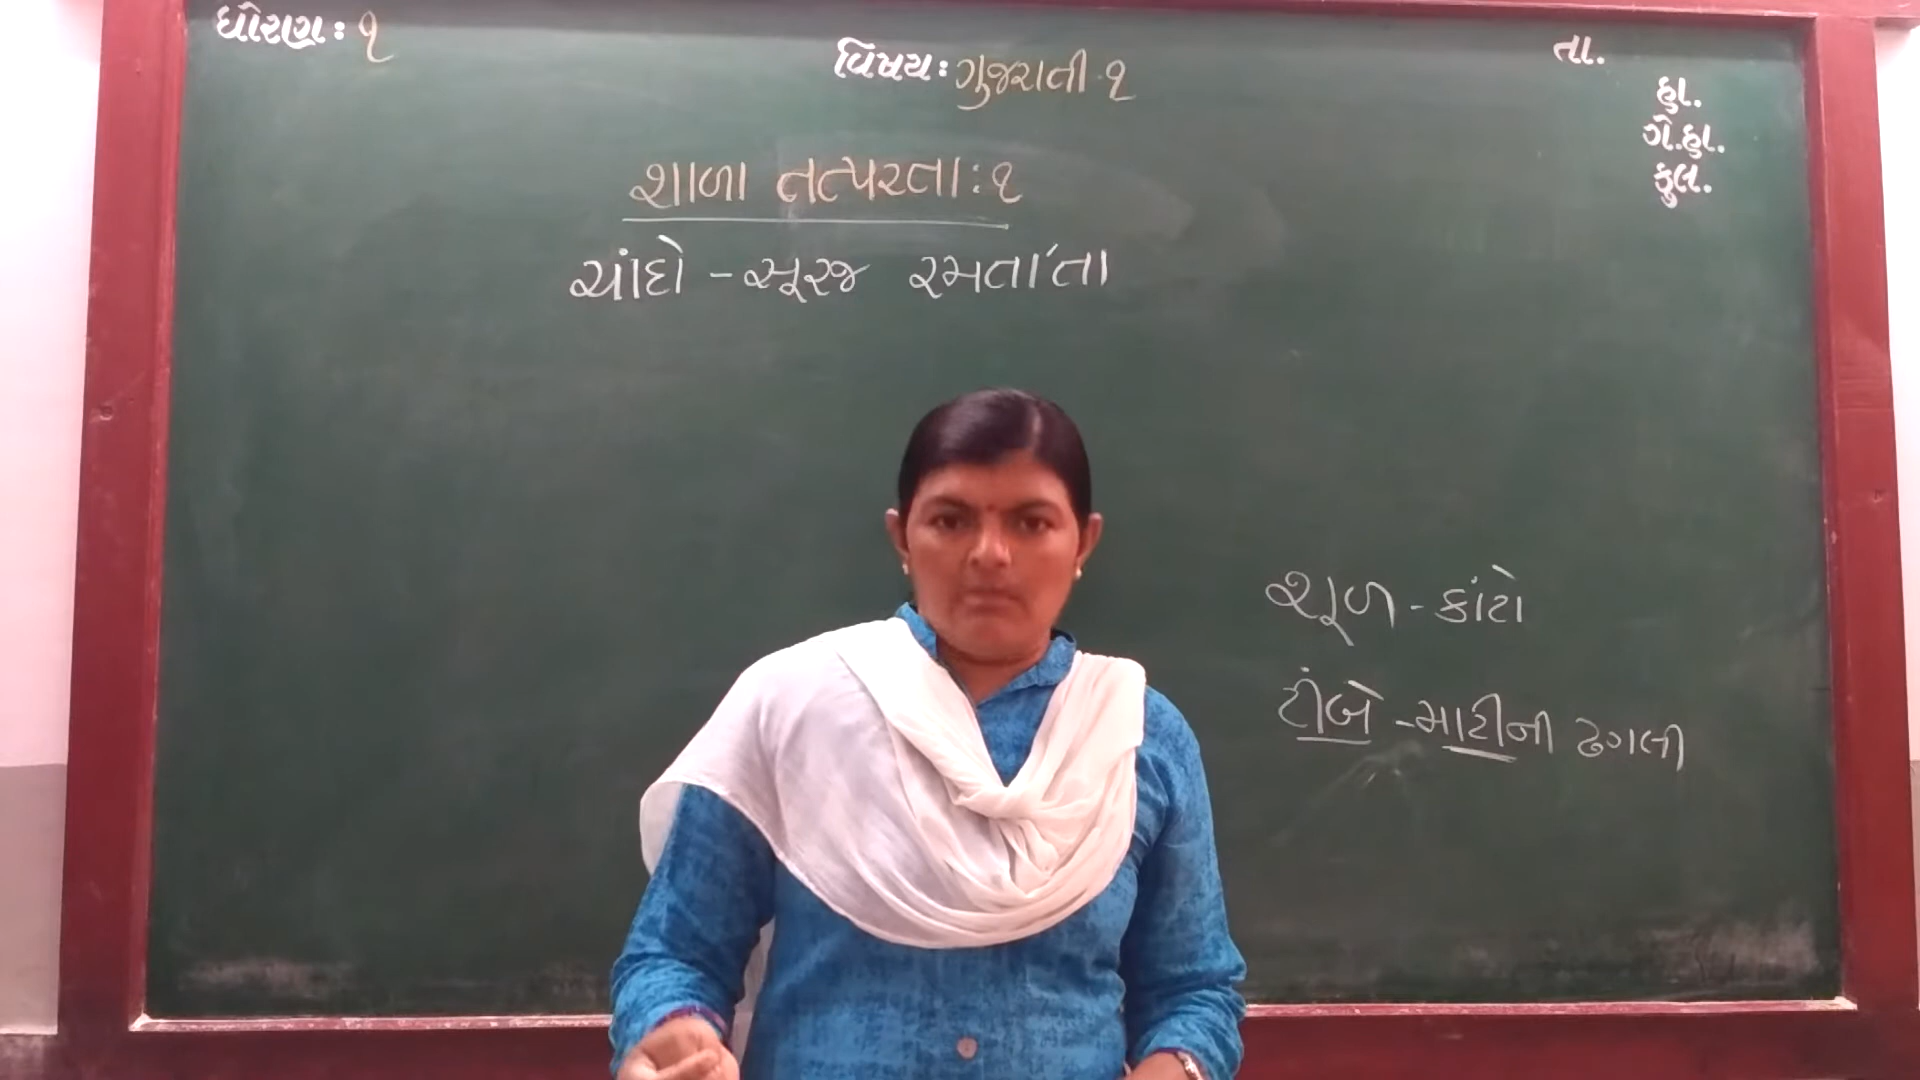 ધોરણ: ૧
વિષય: ગુજરાતી-૧
તા.
હા.
ગે.હા.
કુલ.
શાળા તત્પરતા: ૧
ચાંદો - સૂરજ રમતા'તા
શૂળ - કાંટો
ટીંબે - માટીની ઢગલી